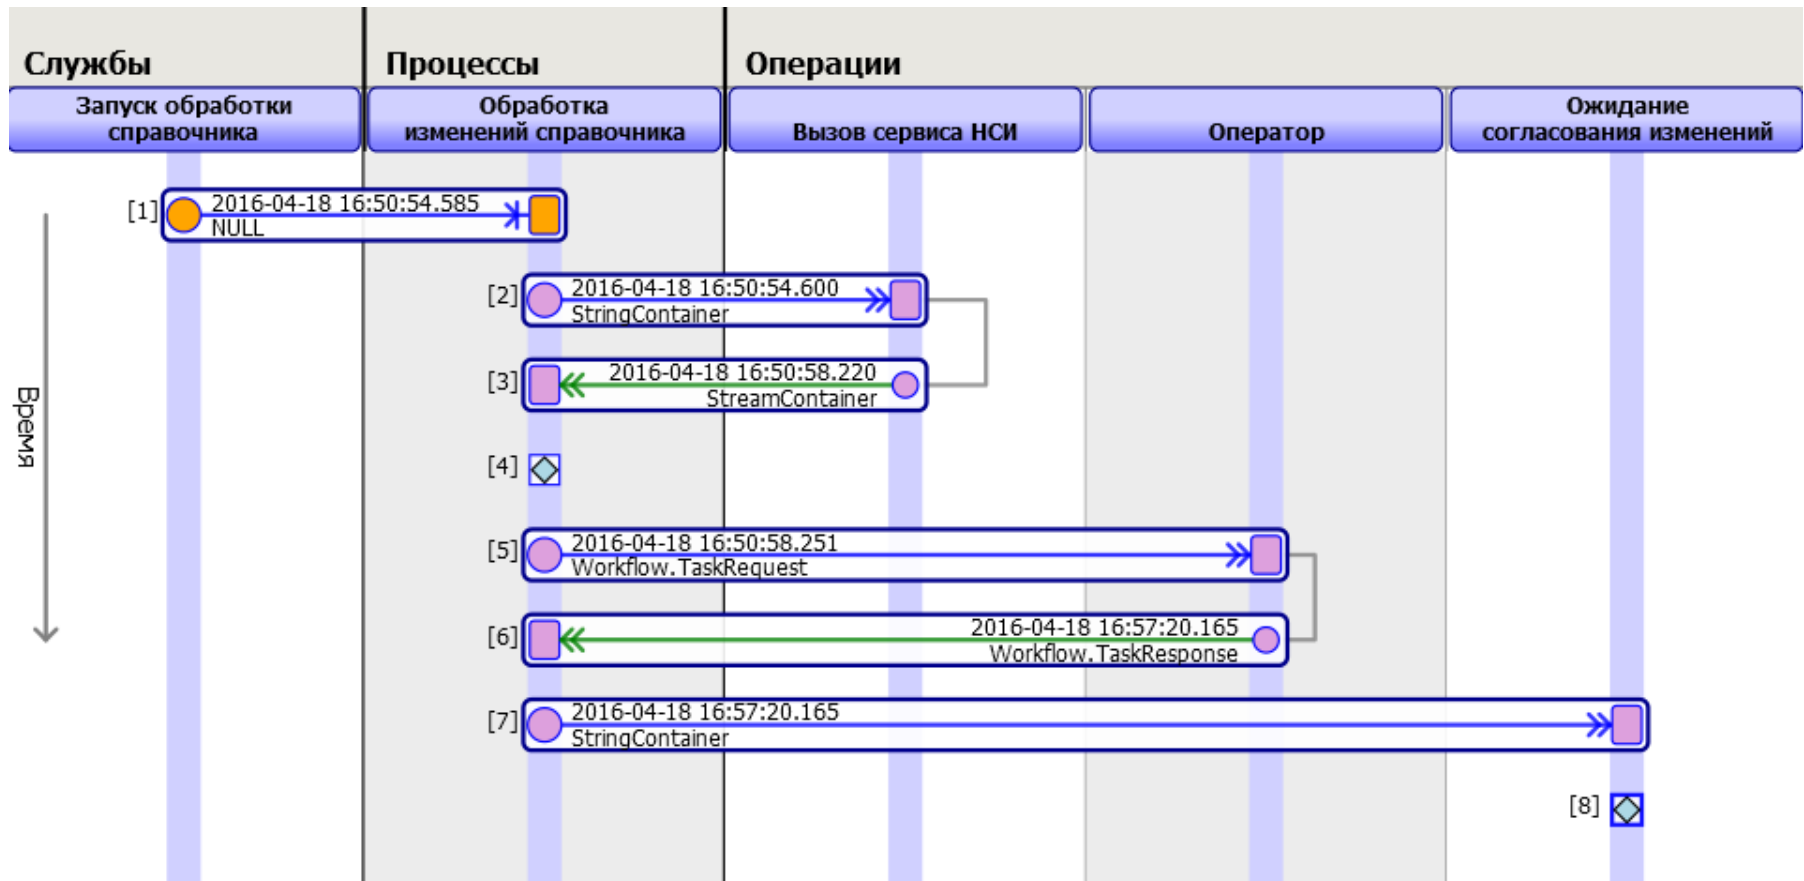 Службы
Процессы
Операции
Запуск обработки
справочника
Обработка
изменений справочника
Вызов сервиса НСИ
Оператор
Ожидание
согласования изменений
Время
[1]
2016-04-18 16:50:54.585
NULL
[2]
2016-04-18 16:50:54.600
StringContainer
[3]
2016-04-18 16:50:58.220
StreamContainer
[4]
[5]
2016-04-18 16:50:58.251
Workflow.TaskRequest
[6]
2016-04-18 16:57:20.165
Workflow.TaskResponse
[7]
2016-04-18 16:57:20.165
StringContainer
[8]